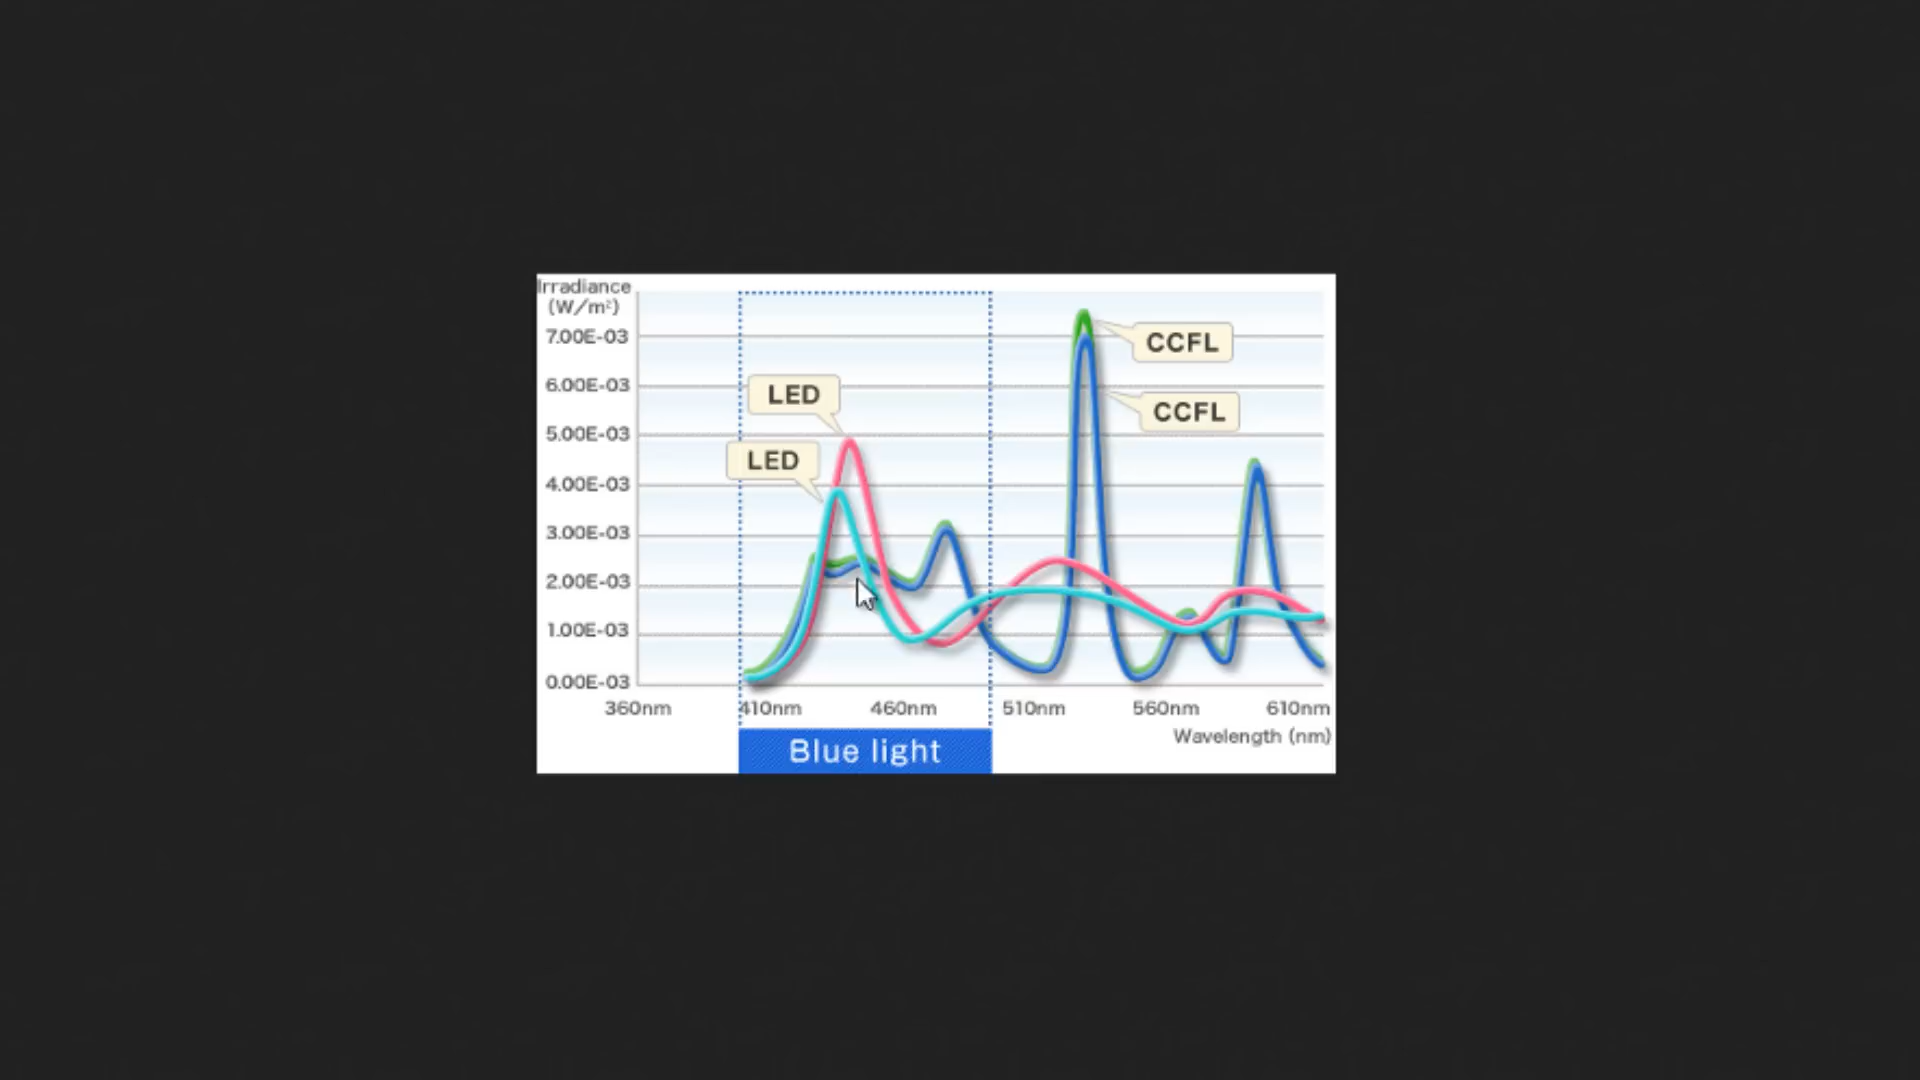 Irradiance
(W/m²)
7.00E-03
6.00E-03
5.00E-03
4.00E-03
3.00E-03
2.00E-03
1.00E-03
0.00E-03
LED
LED
CCFL
CCFL
360nm 410nm 460nm 510nm 560nm 610nm
Wavelength (nm)
Blue light